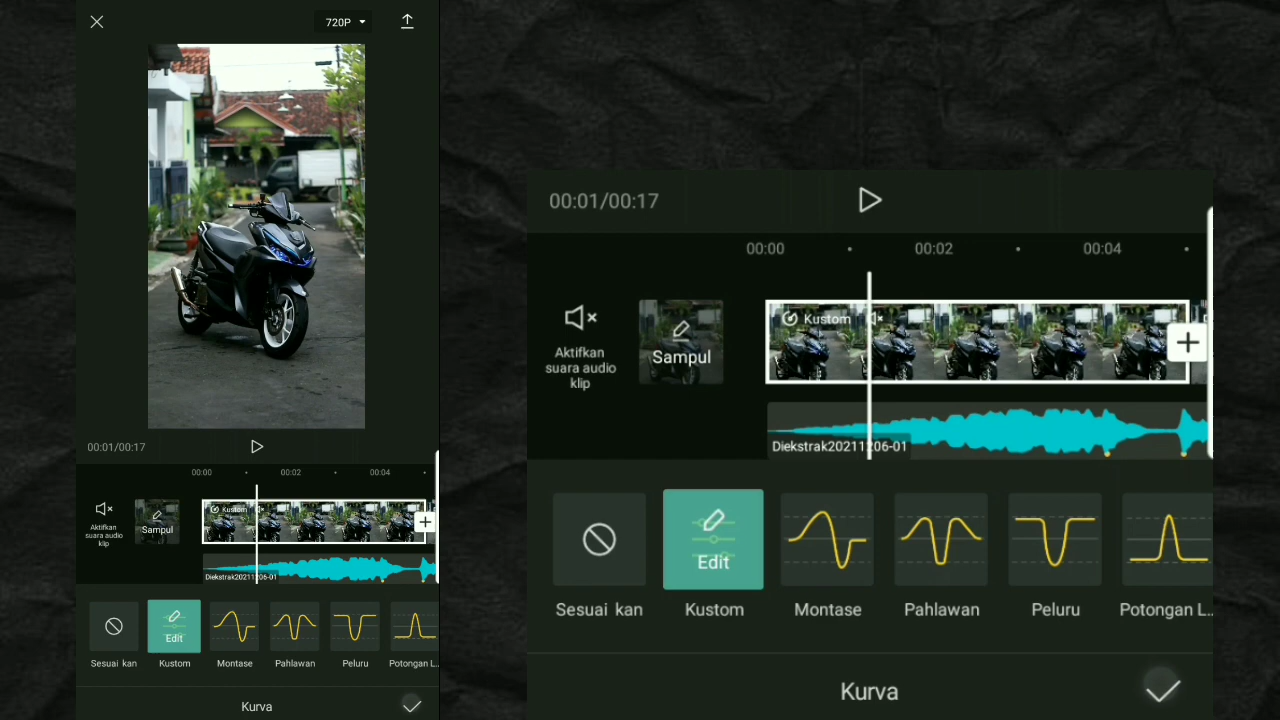 720P
00:01/00:17
00:00
00:02
00:04
Aktifkan
suara audio
klip
Sampul
Kustom
Diekstrak20211206-01
Edit
Sesuai kan
Kustom
Montase
Pahlawan
Peluru
Potongan L..
Kurva
00:01/00:17
00:00
00:02
00:04
Aktifkan
suara audio
klip
Sampul
Kustom
Diekstrak20211206-01
Edit
Sesuai kan
Kustom
Montase
Pahlawan
Peluru
Potongan L..
Kurva